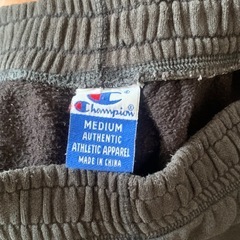 Champion
MEDIUM
AUTHENTIC
ATHLETIC APPAREL
MADE IN CHINA